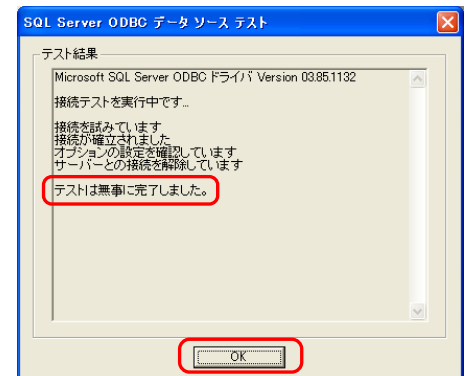 SQL Server ODBC データ ソース テスト
テスト結果
Microsoft SQL Server ODBC ドライバ Version 03.85.1132
接続テストを実行中です...
接続を試みています
接続が確立されました
オプションの設定を確認しています
サーバーとの接続を解除しています
テストは無事に完了しました。
OK